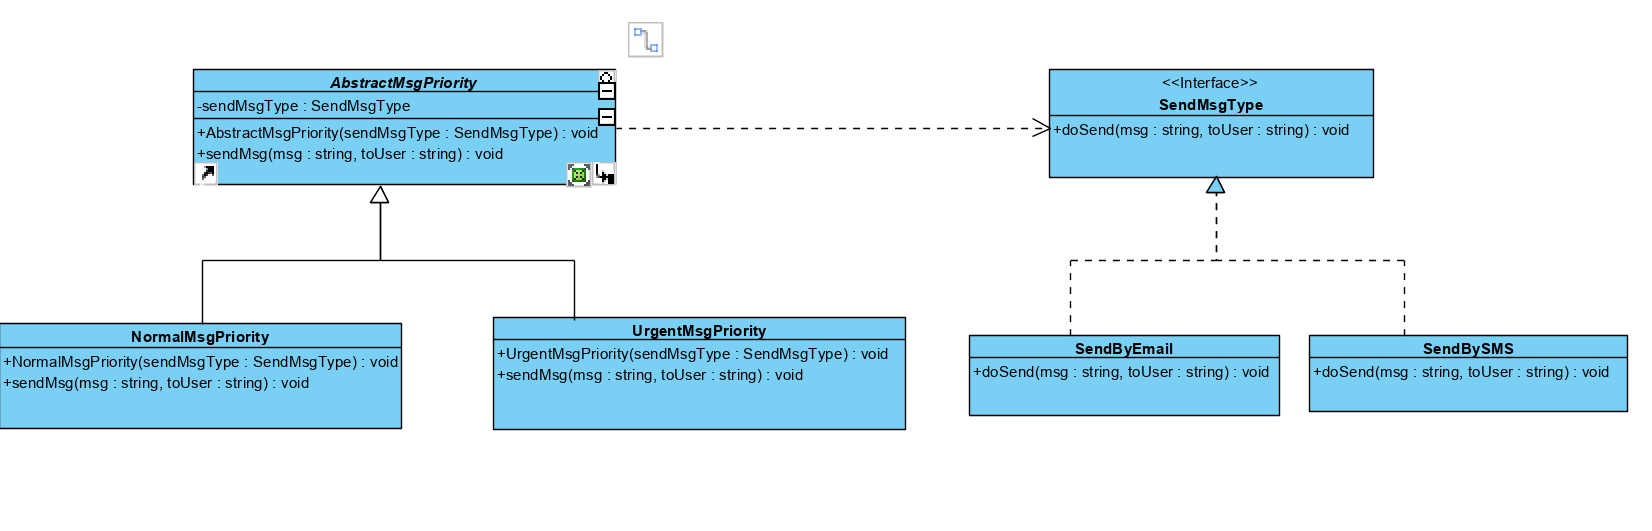 AbstractMsgPriority
-sendMsgType : SendMsgType
+AbstractMsgPriority(sendMsgType : SendMsgType) : void
+sendMsg(msg : string, toUser : string) : void
<<Interface>>
SendMsgType
+doSend(msg : string, toUser : string) : void
NormalMsgPriority
+NormalMsgPriority(sendMsgType : SendMsgType) : void
+sendMsg(msg : string, toUser : string) : void
UrgentMsgPriority
+UrgentMsgPriority(sendMsgType : SendMsgType) : void
+sendMsg(msg : string, toUser : string) : void
SendByEmail
+doSend(msg : string, toUser : string) : void
SendBySMS
+doSend(msg : string, toUser : string) : void